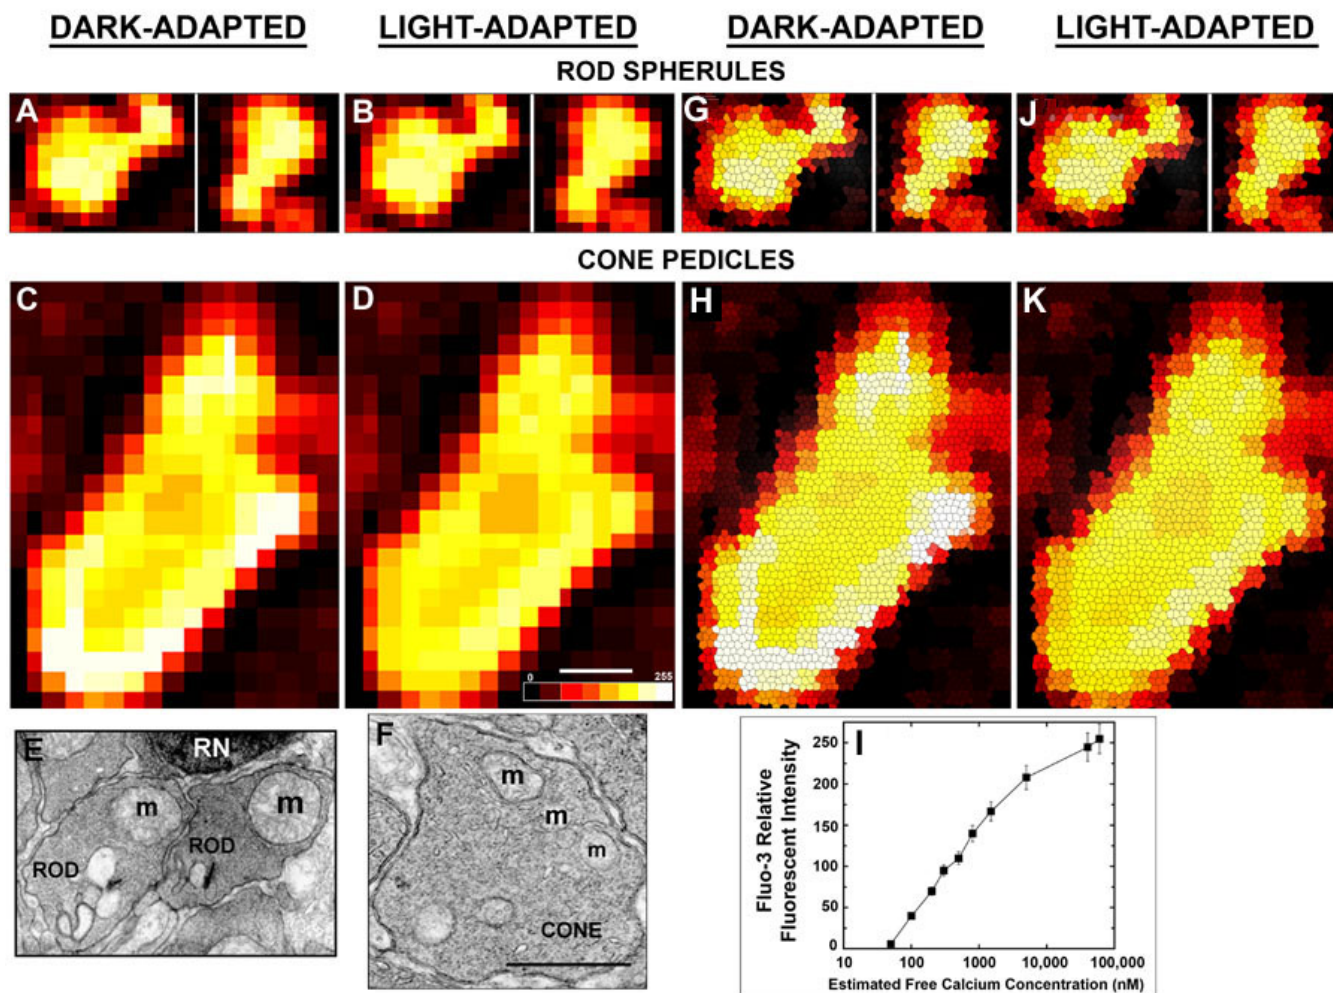 DARK-ADAPTED LIGHT-ADAPTED DARK-ADAPTED LIGHT-ADAPTED
ROD SPHERULES
A B G J
CONE PEDICLES
C D H K
0 255
E RN m m ROD ROD
F m m m CONE
I
Fluo-3 Relative
Fluorescent Intensity
250
200
150
100
50
0
10 100 1000 10,000 100,000
Estimated Free Calcium Concentration (nM)